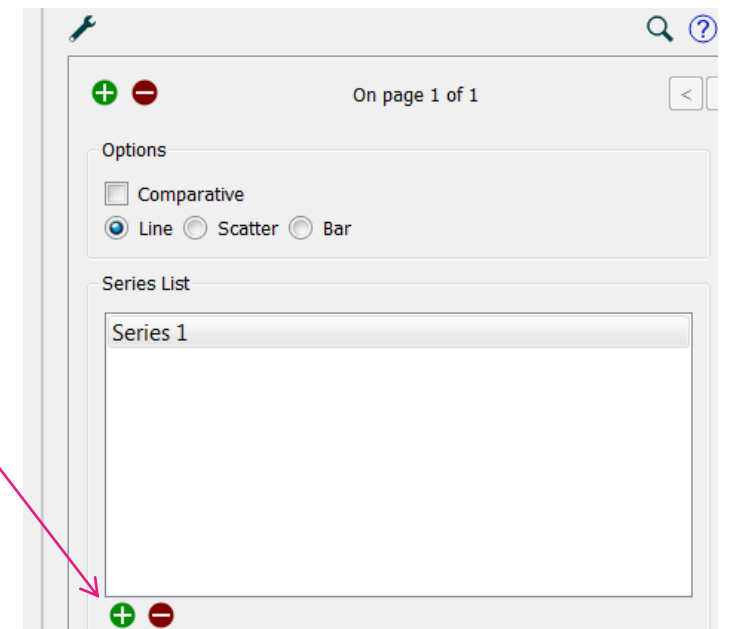 ?
On page 1 of 1
<
Options
Comparative
Line Scatter Bar
Series List
Series 1